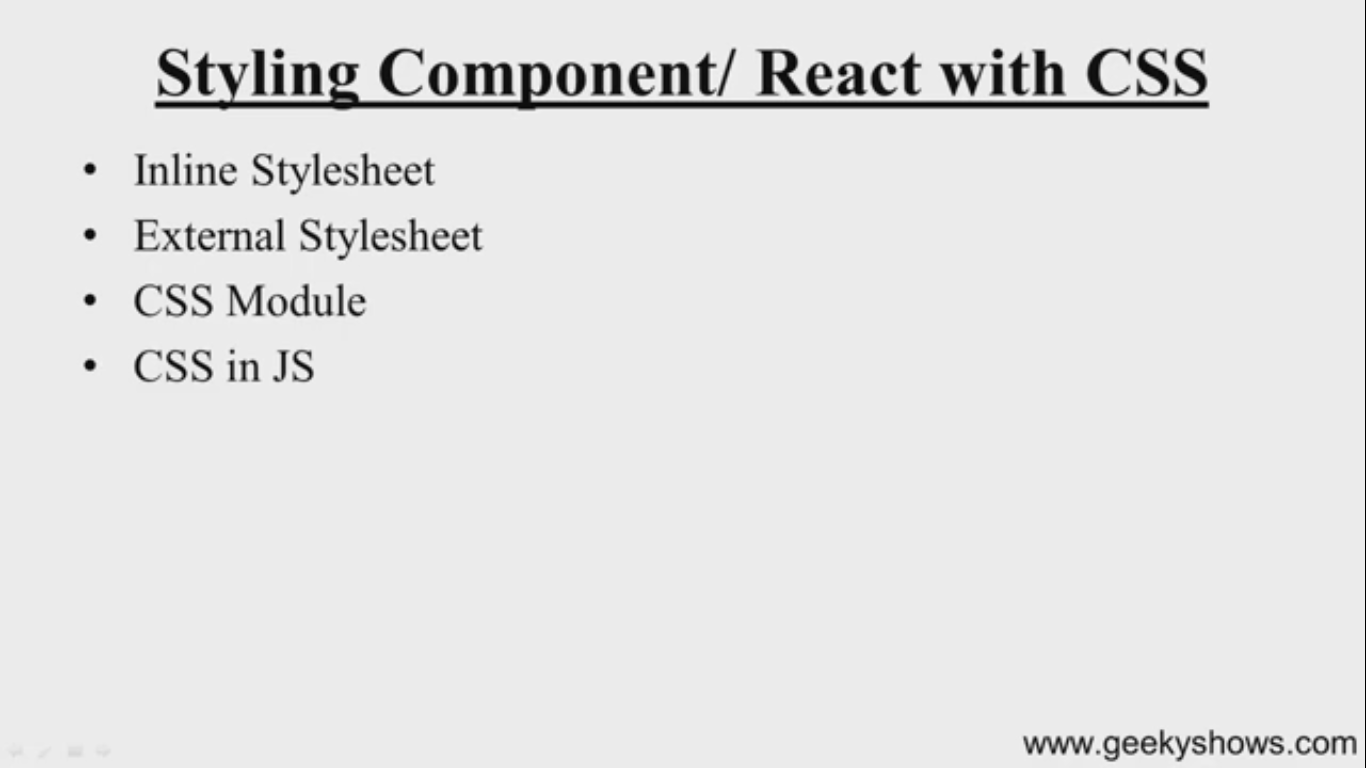 Styling Component/ React with CSS
• Inline Stylesheet
• External Stylesheet
• CSS Module
• CSS in JS
www.geekyshows.com